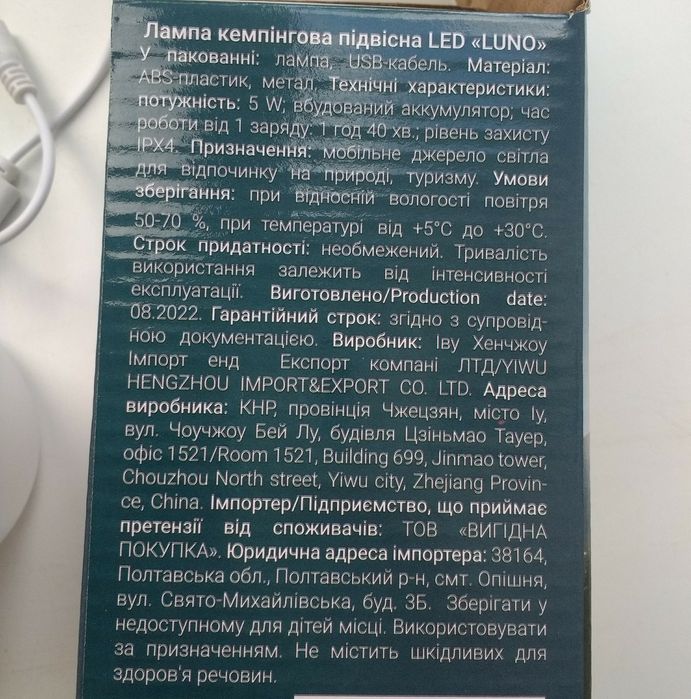 Лампа кемпінгова підвісна LED «LUNO»
У пакованні: лампа, USB-кабель. Матеріал:
ABS-пластик, метал. Технічні характеристики:
потужність: 5 W; вбудований аккумулятор; час
роботи від 1 заряду: 1 год 40 хв.; рівень захисту
IPX4. Призначення: мобільне джерело світла
для відпочинку на природі, туризму. Умови
зберігання: при відносній вологості повітря
50-70 %, при температурі від +5°C до +30°C.
Строк придатності: необмежений. Тривалість
використання залежить від інтенсивності
експлуатації. Виготовлено/Production date:
08.2022. Гарантійний строк: згідно з супровід-
ною документацією. Виробник: Іву Хенчжоу
Імпорт енд Експорт компані ЛТД/YIWU
HENGZHOU IMPORT&EXPORT CO. LTD. Адреса
виробника: КНР, провінція Чжецзян, місто Іу,
вул. Чоучжоу Бей Лу, будівля Цзіньмао Тауер,
офіс 1521/Room 1521, Building 699, Jinmao tower,
Chouzhou North street, Yiwu city, Zhejiang Provin-
ce, China. Імпортер/Підприємство, що приймає
претензії від споживачів: ТОВ «ВИГІДНА
ПОКУПКА». Юридична адреса імпортера: 38164,
Полтавська обл., Полтавський р-н, смт. Опішня,
вул. Свято-Михайлівська, буд. 3Б. Зберігати у
недоступному для дітей місці. Використовувати
за призначенням. Не містить шкідливих для
здоров'я речовин.